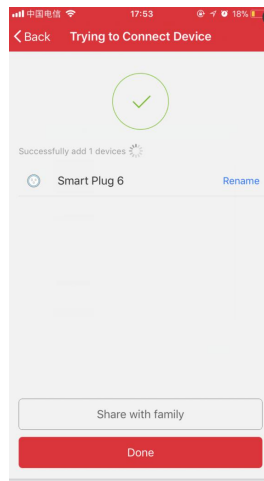 中国电信 17:53 18%
Back Trying to Connect Device
Successfully add 1 devices
Smart Plug 6 Rename
Share with family
Done